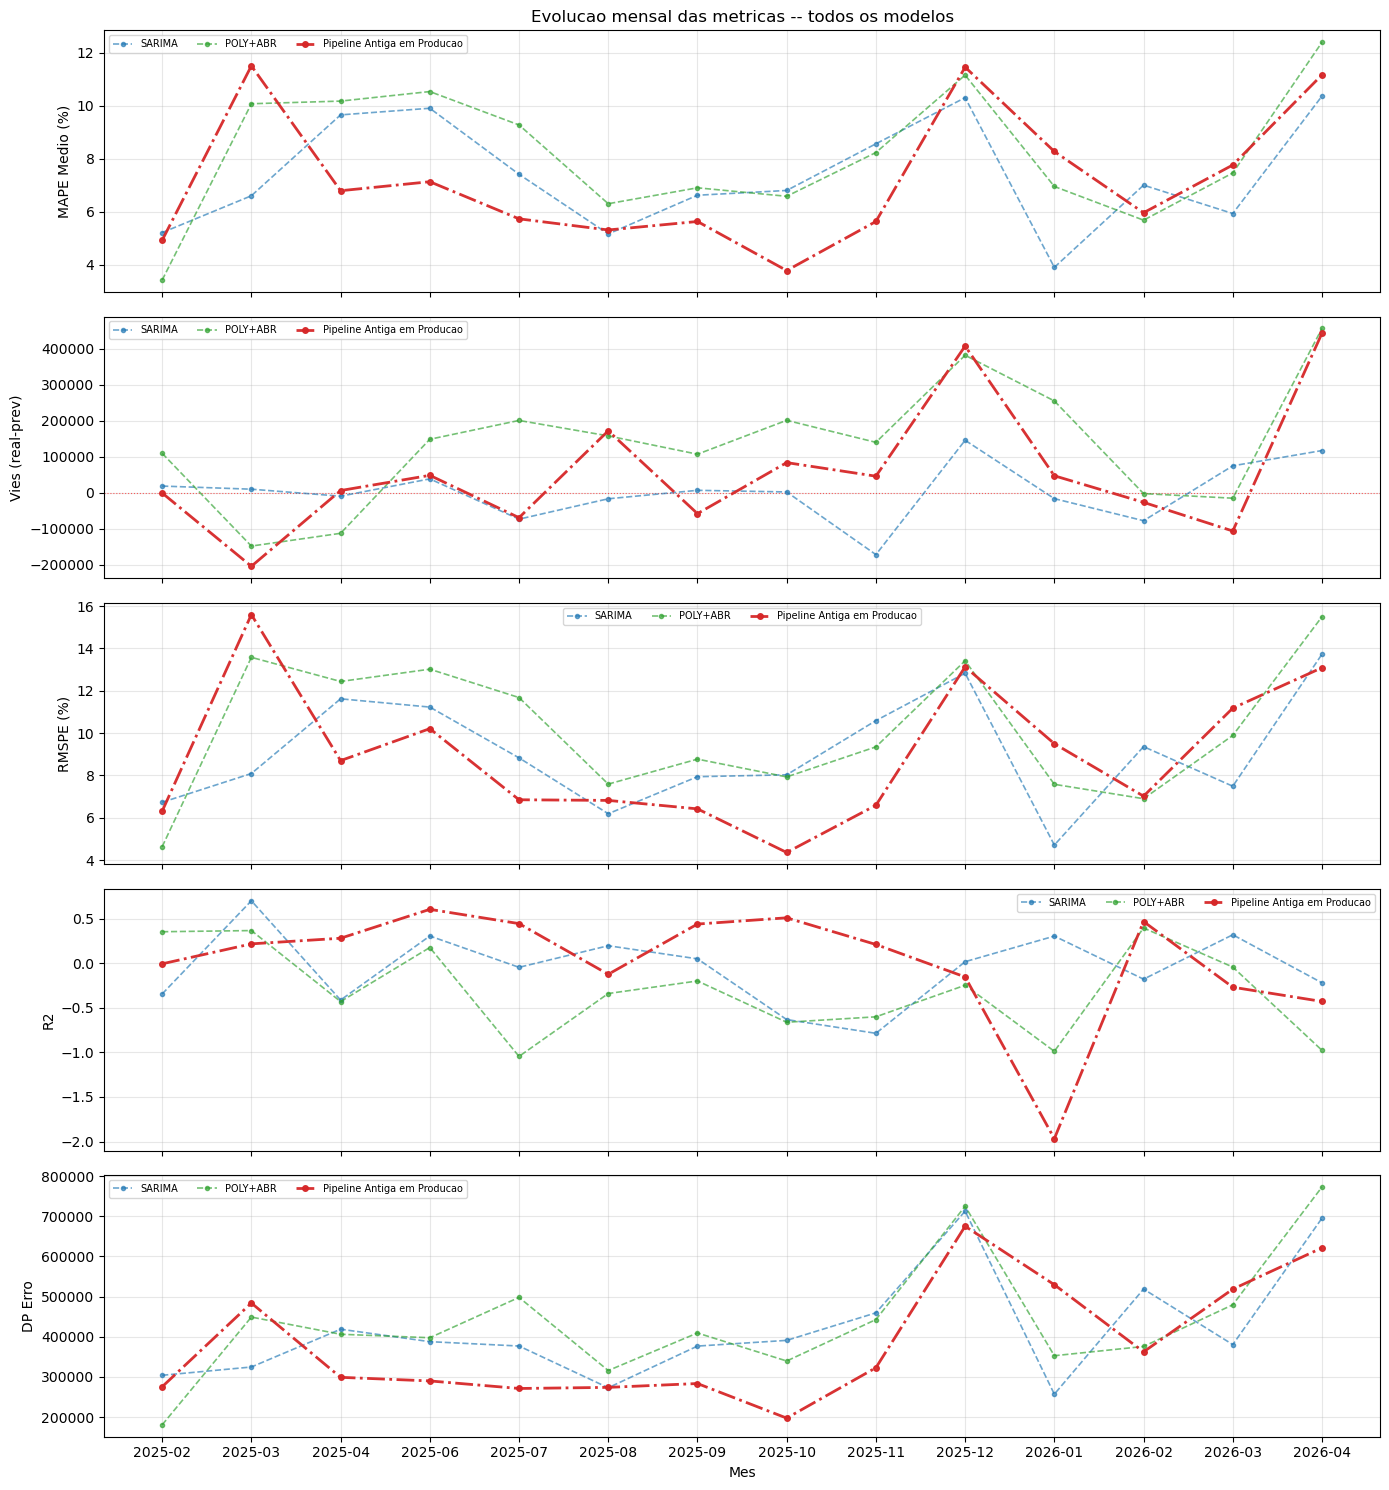 Evolucao mensal das metricas -- todos os modelos
SARIMA POLY+ABR Pipeline Antiga em Producao
MAPE Medio (%)
12
10
8
6
4
SARIMA POLY+ABR Pipeline Antiga em Producao
Vies (real-prev)
400000
300000
200000
100000
0
−100000
−200000
SARIMA POLY+ABR Pipeline Antiga em Producao
RMSPE (%)
16
14
12
10
8
6
4
SARIMA POLY+ABR Pipeline Antiga em Producao
R2
0.5
0.0
−0.5
−1.0
−1.5
−2.0
SARIMA POLY+ABR Pipeline Antiga em Producao
DP Erro
800000
700000
600000
500000
400000
300000
200000
2025-02 2025-03 2025-04 2025-06 2025-07 2025-08 2025-09 2025-10 2025-11 2025-12 2026-01 2026-02 2026-03 2026-04
Mes